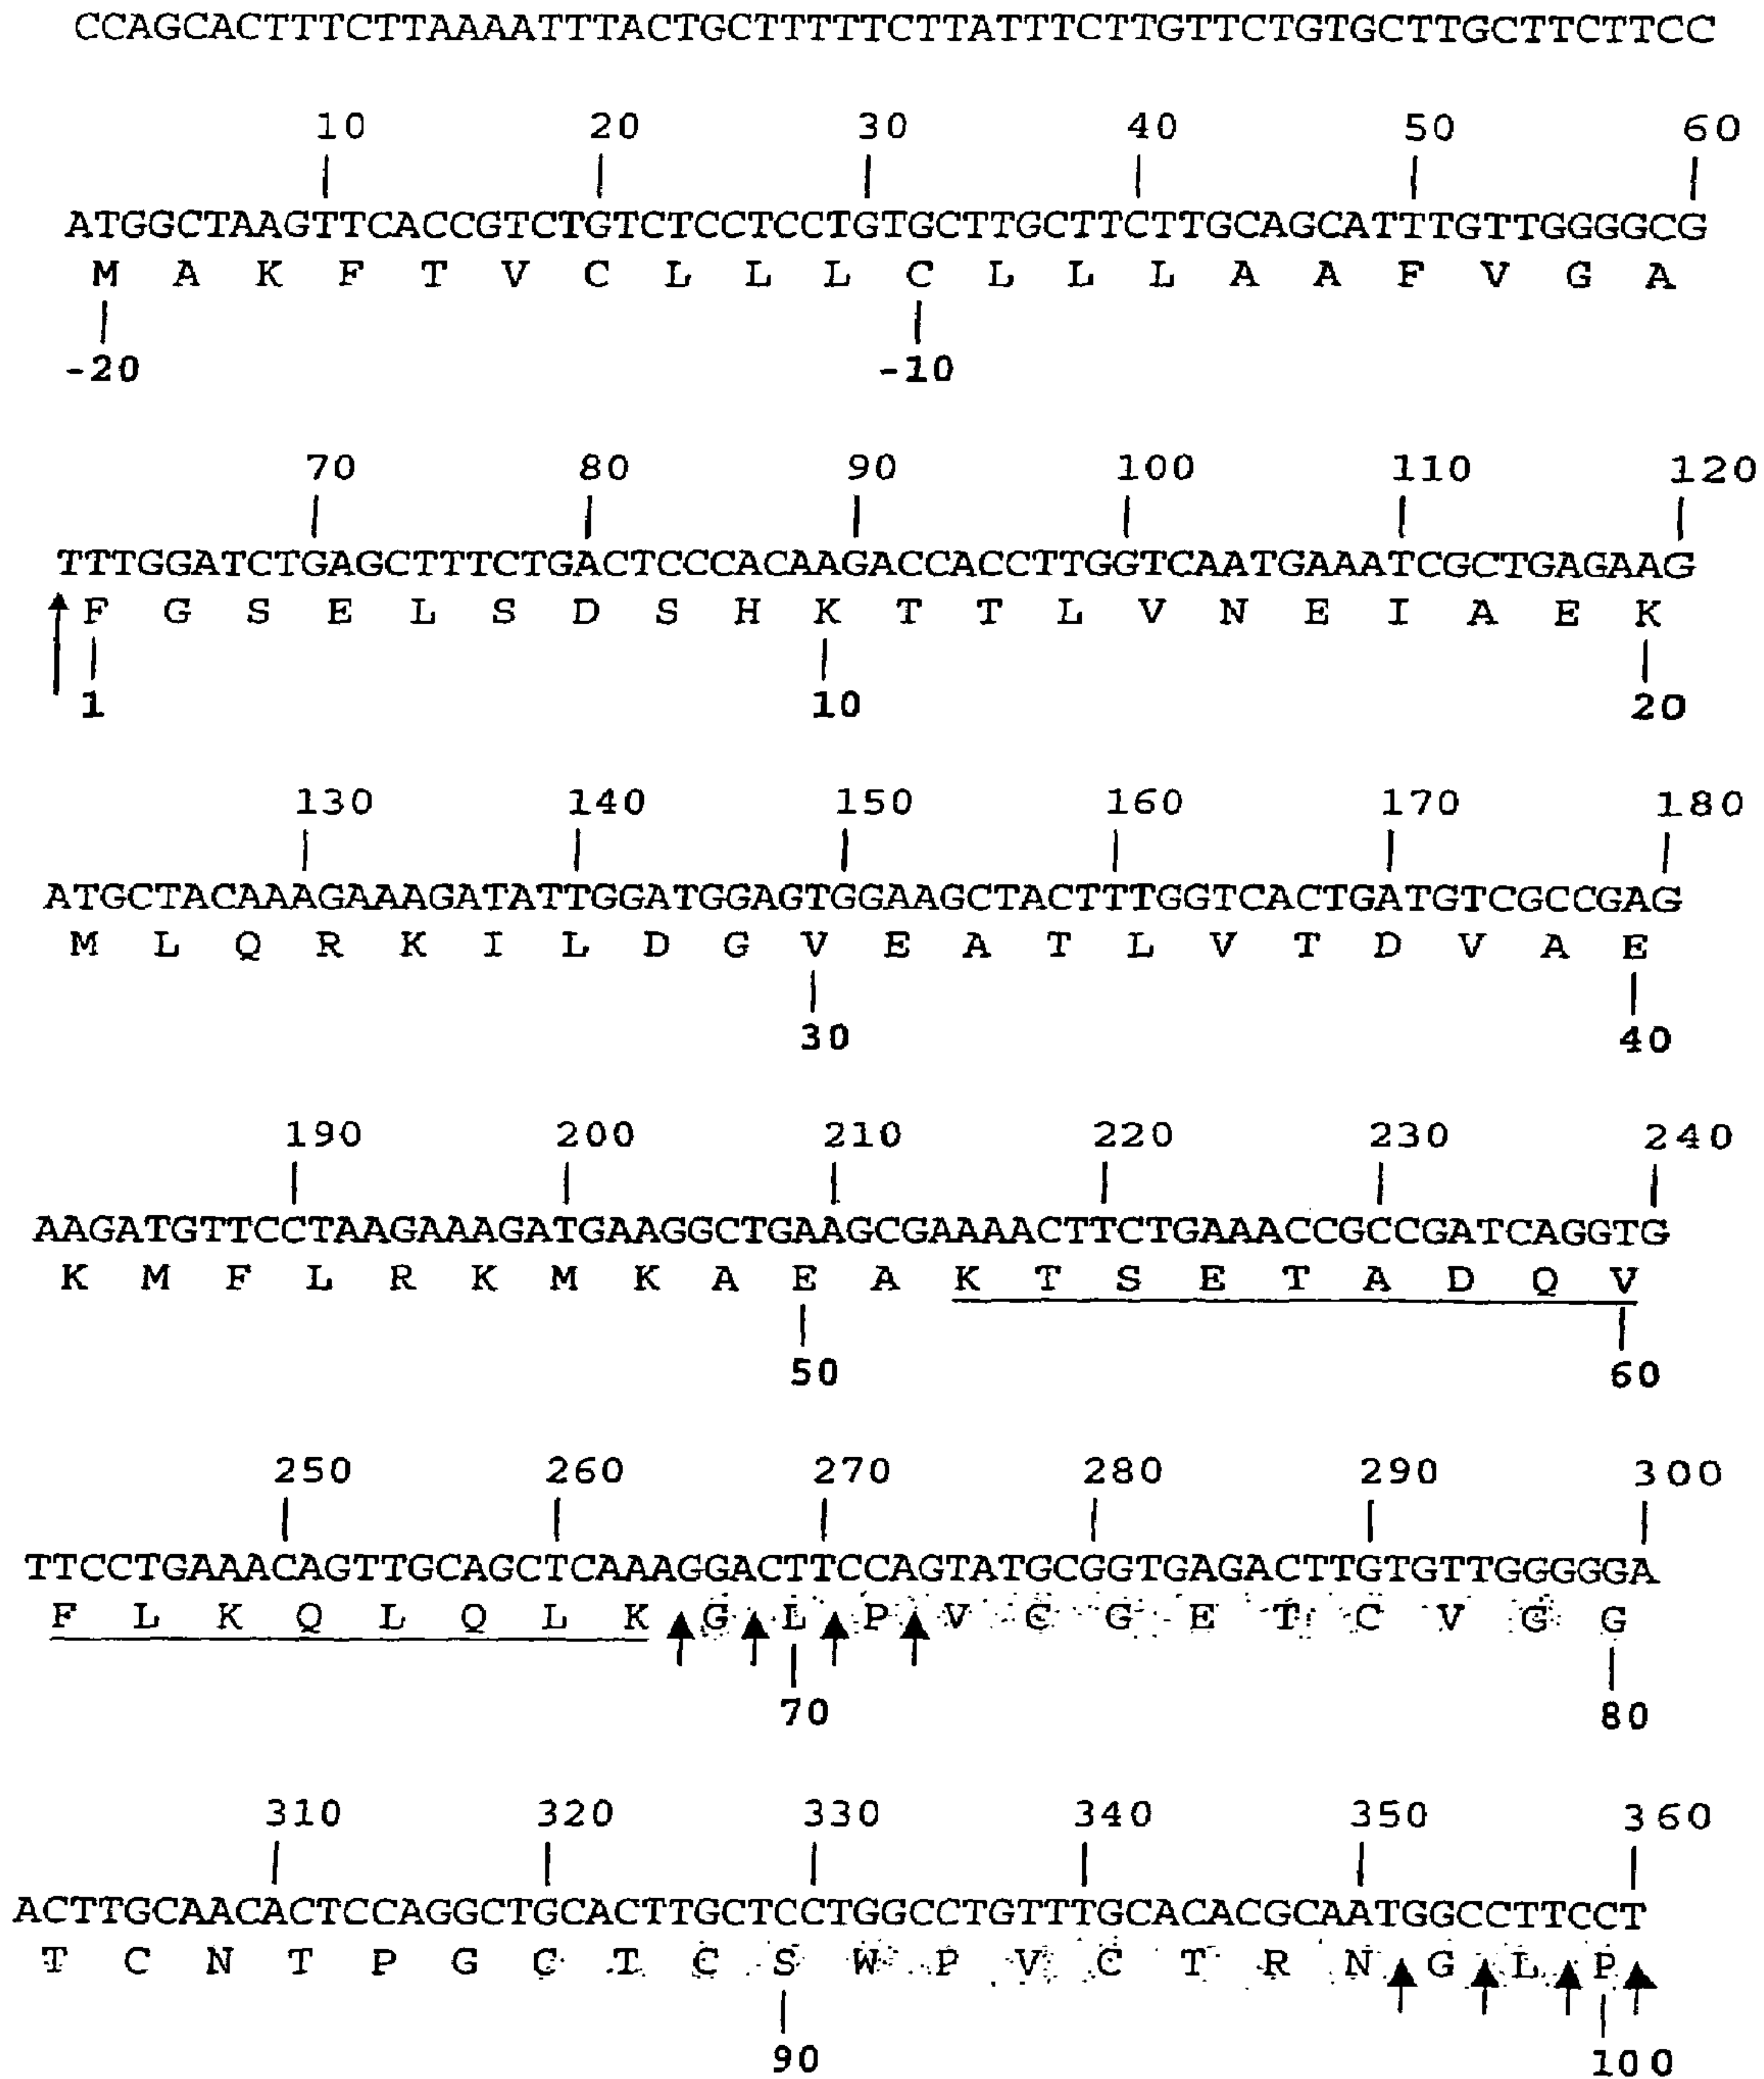 CCAGCACTTTCTTAAAATTTACTGCTTTTTCTTATTTCTTGTTCTGTGCTTGCTTCTTCC
10 20 30 40 50 60
ATGGCTAAGTTCACCGTCTGTCTCCTCCTGTGCTTGCTTCTTGCAGCATTTGTTGGGGCG
M A K F T V C L L L C L L L A A F V G A
-20 -10
70 80 90 100 110 120
TTTGGATCTGAGCTTTCTGACTCCCACAAGACCACCTTGGTCAATGAAATCGCTGAGAAG
F G S E L S D S H K T T L V N E I A E K
1 10 20
130 140 150 160 170 180
ATGCTACAAAGAAAGATATTGGATGGAGTGGAAGCTACTTTGGTCACTGATGTCGCCGAG
M L Q R K I L D G V E A T L V T D V A E
30 40
190 200 210 220 230 240
AAGATGTTCCTAAGAAAGATGAAGGCTGAAGCGAAAACTTCTGAAACCGCCGATCAGGTG
K M F L R K M K A E A K T S E T A D Q V
50 60
250 260 270 280 290 300
TTCCTGAAACAGTTGCAGCTCAAAGGACTTCCAGTATGCGGTGAGACTTGTGTTGGGGGA
F L K Q L Q L K G L P V C G E T C V G G
70 80
310 320 330 340 350 360
ACTTGCAACACTCCAGGCTGCACTTGCTCCTGGCCTGTTTGCACACGCAATGGCCTTCCT
T C N T P G C T C S W P V C T R N G L P
90 100